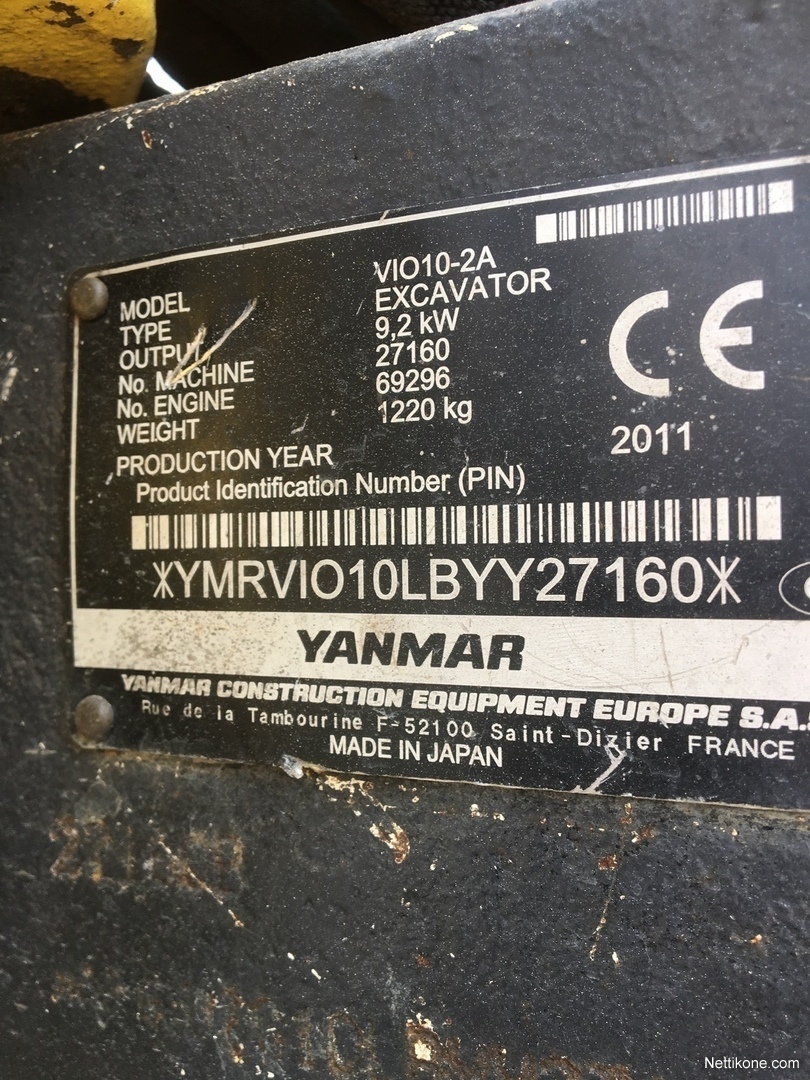 MODEL VIO10-2A
TYPE EXCAVATOR
OUTPUT 9,2 kW
No. MACHINE 27160
No. ENGINE 69296
WEIGHT 1220 kg
PRODUCTION YEAR 2011
CE
Product Identification Number (PIN)
*YMRVIO10LBYY27160*
YANMAR
YANMAR CONSTRUCTION EQUIPMENT EUROPE S.A.
Rue de la Tambourine F-52100 Saint-Dizier FRANCE
MADE IN JAPAN
Nettikone.com